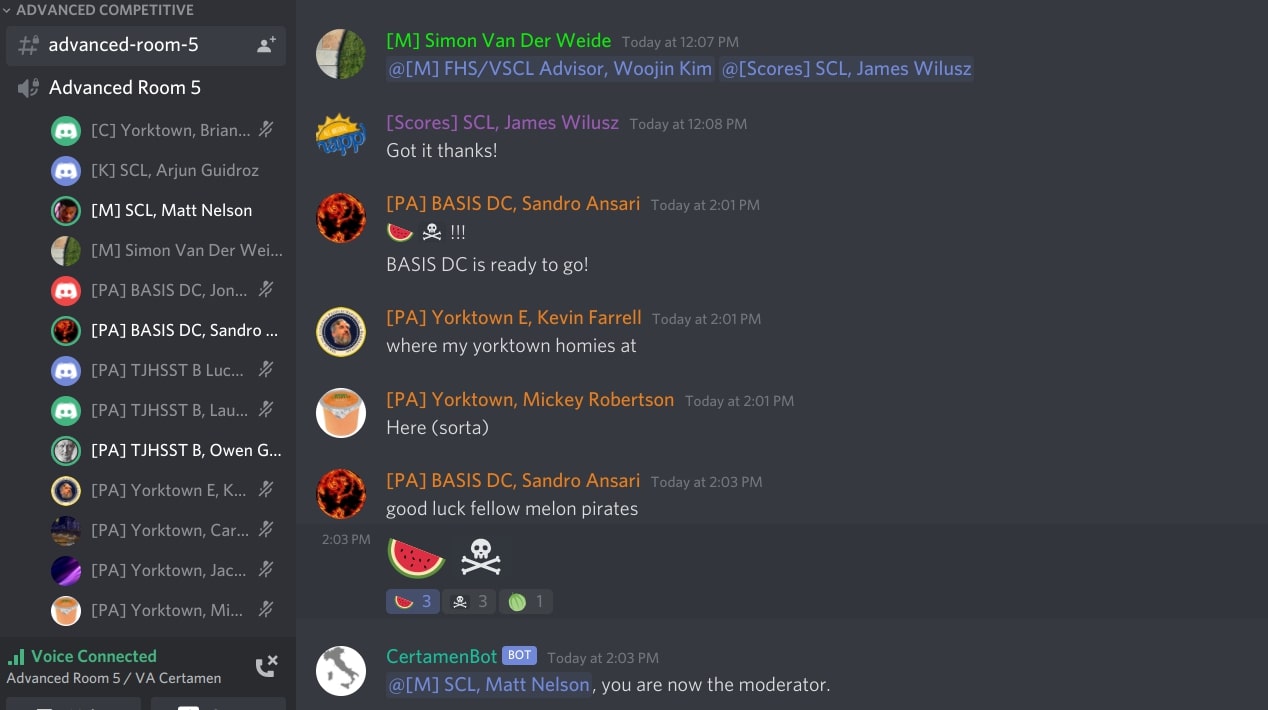 ADVANCED COMPETITIVE
advanced-room-5
Advanced Room 5
[C] Yorktown, Brian...
[K] SCL, Arjun Guidroz
[M] SCL, Matt Nelson
[M] Simon Van Der Wei...
[PA] BASIS DC, Jon...
[PA] BASIS DC, Sandro ...
[PA] TJHSST B Luc...
[PA] TJHSST B, Lau...
[PA] TJHSST B, Owen G...
[PA] Yorktown E, K...
[PA] Yorktown, Car...
[PA] Yorktown, Jac...
[PA] Yorktown, Mi...
Voice Connected
Advanced Room 5 / VA Certamen
[M] Simon Van Der Weide Today at 12:07 PM
@[M] FHS/VSCL Advisor, Woojin Kim @[Scores] SCL, James Wilusz
[Scores] SCL, James Wilusz Today at 12:08 PM
Got it thanks!
[PA] BASIS DC, Sandro Ansari Today at 2:01 PM
🍉 ☠ !!!
BASIS DC is ready to go!
[PA] Yorktown E, Kevin Farrell Today at 2:01 PM
where my yorktown homies at
[PA] Yorktown, Mickey Robertson Today at 2:01 PM
Here (sorta)
[PA] BASIS DC, Sandro Ansari Today at 2:03 PM
good luck fellow melon pirates
2:03 PM 🍉 ☠
🍉 3 ☠ 3 🍈 1
CertamenBot BOT Today at 2:03 PM
@[M] SCL, Matt Nelson, you are now the moderator.